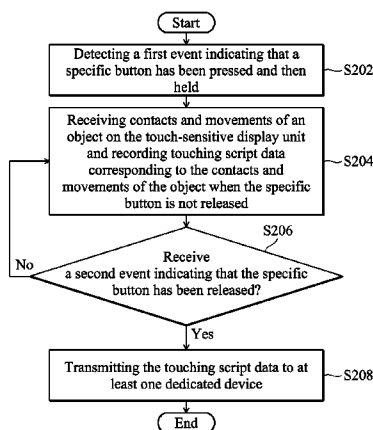 Start
Detecting a first event indicating that a
specific button has been pressed and then
held
S202
Receiving contacts and movements of an
object on the touch-sensitive display unit
and recording touching script data
corresponding to the contacts and
movements of the object when the specific
button is not released
S204
S206
Receive
a second event indicating that the specific
button has been released?
No
Yes
Transmitting the touching script data to at
least one dedicated device
S208
End